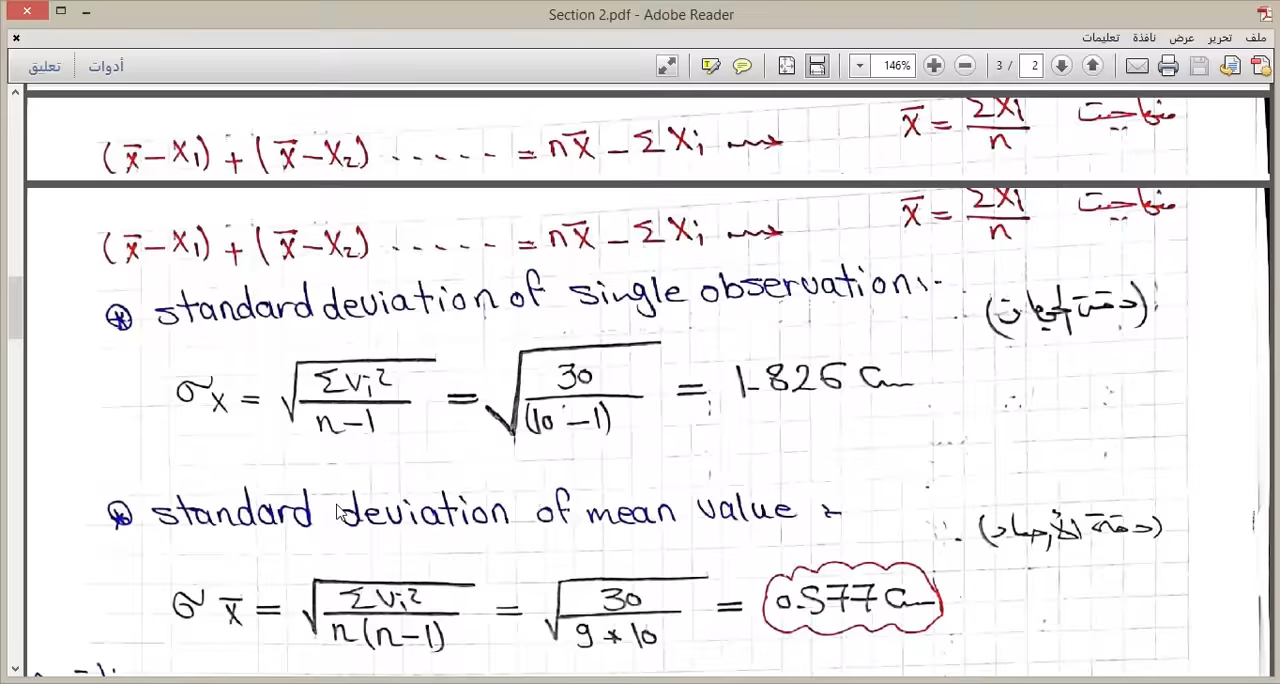 Section 2.pdf - Adobe Reader
ملف تحرير عرض نافذة تعليمات
أدوات تعليق
146% 3 / 2
(x̄-X₁) + (x̄-X₂) ...... = nx̄ - ΣXi ⟿ x̄ = ΣXi / n
(x̄-X₁) + (x̄-X₂) ...... = nx̄ - ΣXi ⟿ x̄ = ΣXi / n
⊛ standard deviation of single observation:-
σx = √(ΣVi² / n-1) = √(30 / (10-1)) = 1.826 cm
⊛ standard deviation of mean value :-
σx̄ = √(ΣVi² / n(n-1)) = √(30 / 9*10) = 0.577 cm